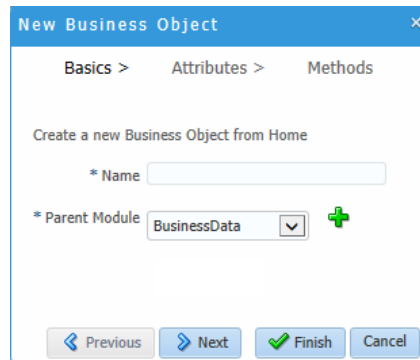 New Business Object ×
Basics > Attributes > Methods
Create a new Business Object from Home
* Name
* Parent Module BusinessData
Previous Next Finish Cancel